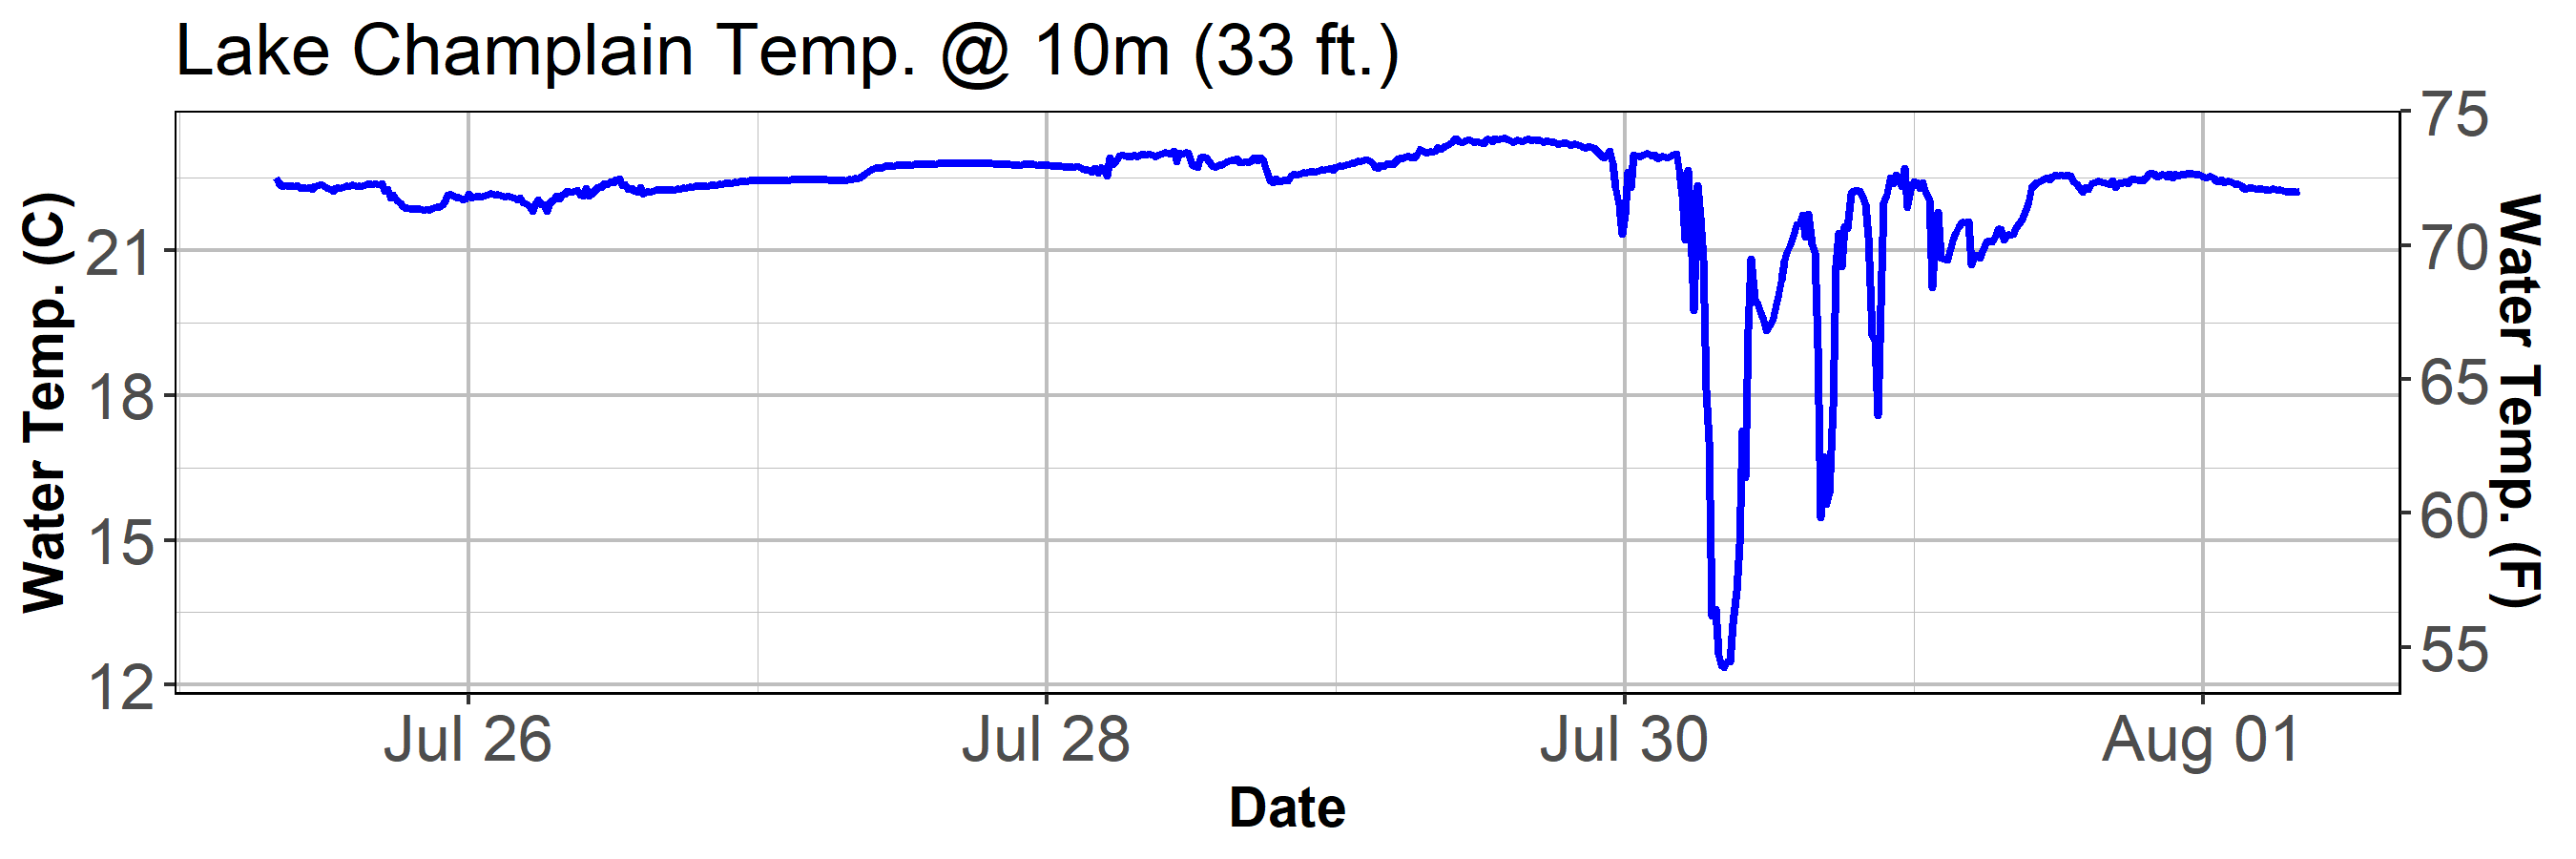 Lake Champlain Temp. @ 10m (33 ft.)
Water Temp. (C)
21
18
15
12
75
70
65
60
55
Water Temp. (F)
Jul 26
Jul 28
Jul 30
Aug 01
Date